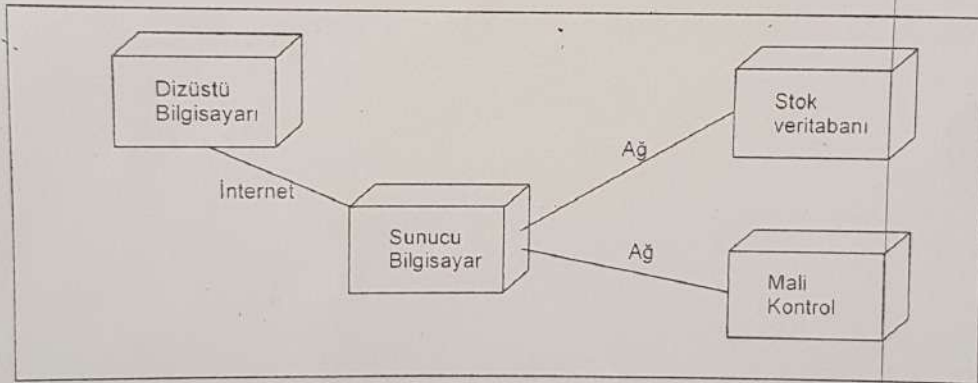 Dizüstü
Bilgisayarı
Stok
veritabanı
Ağ
İnternet
Sunucu
Bilgisayar
Ağ
Mali
Kontrol